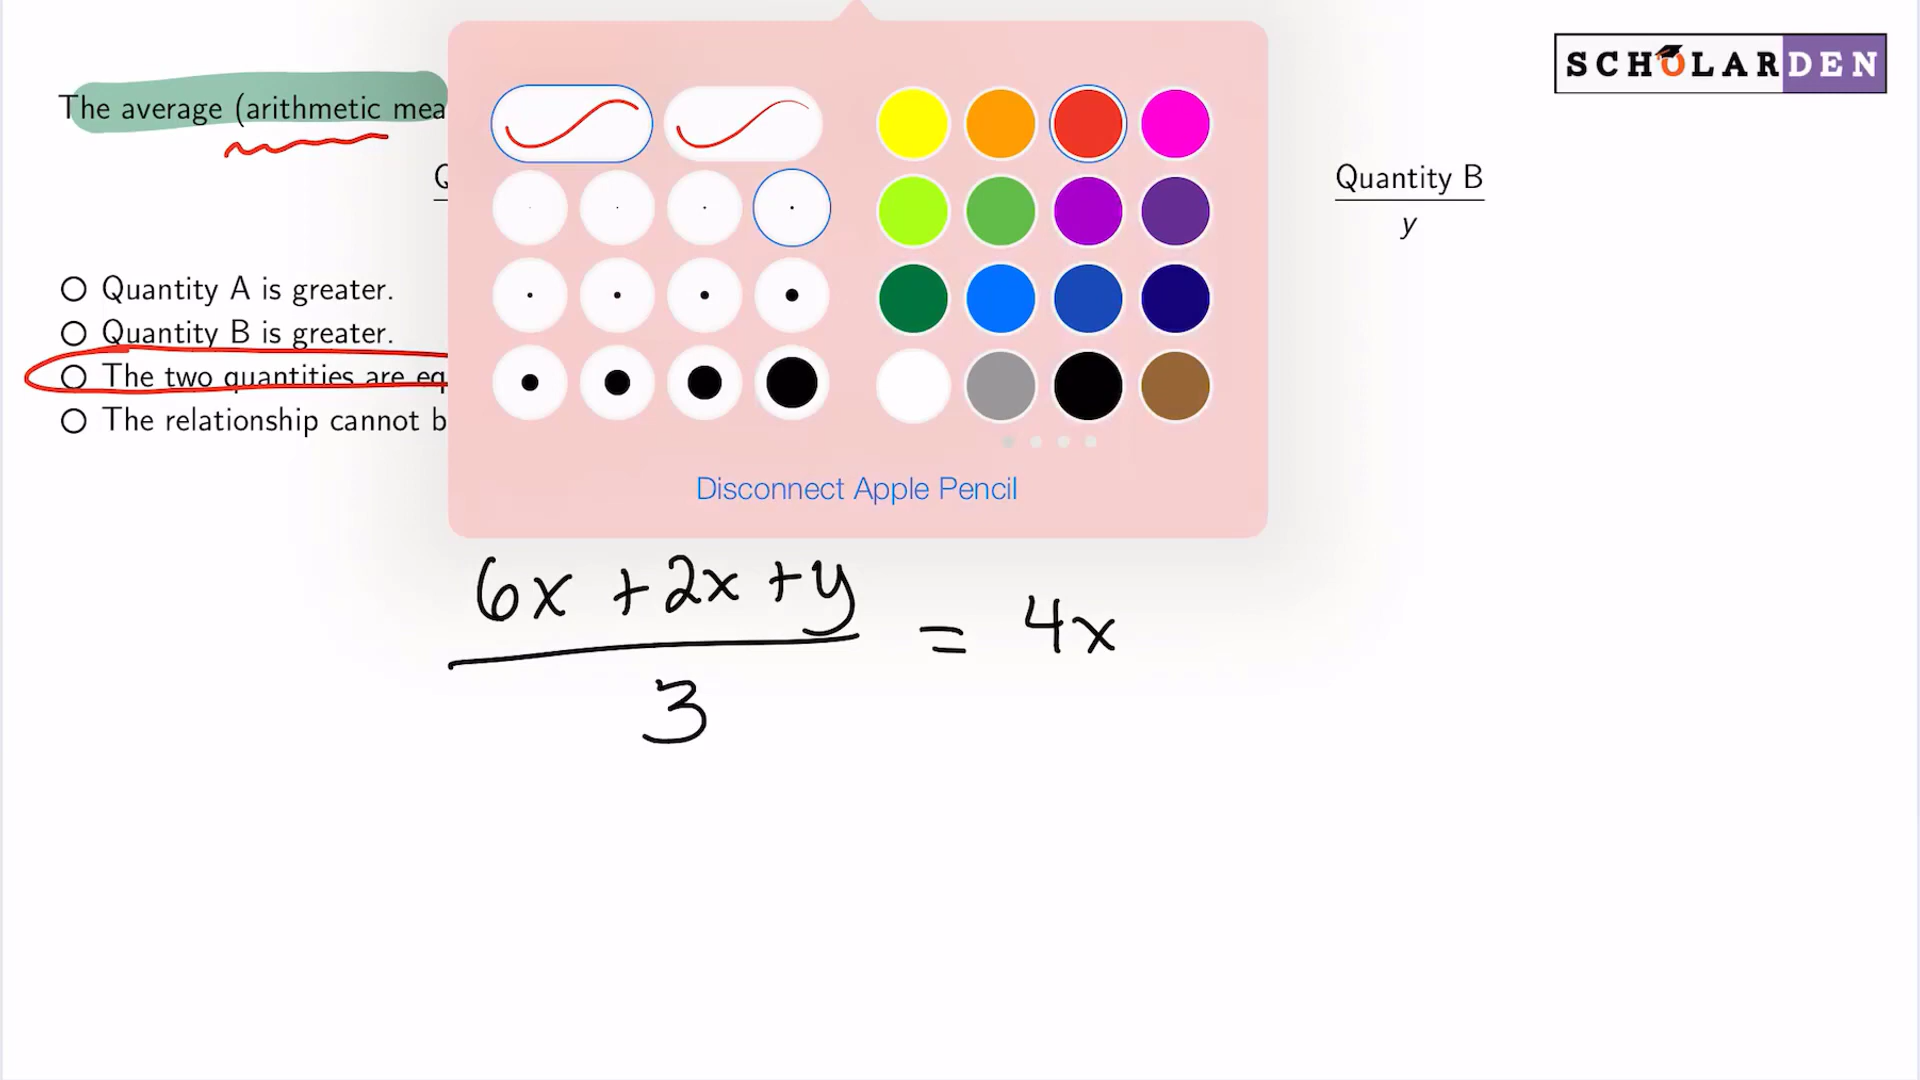 SCHOLARDEN
The average (arithmetic mea
Quantity B
y
Quantity A is greater.
Quantity B is greater.
The two quantities are eq
The relationship cannot b
Disconnect Apple Pencil
6x + 2x + y
3
= 4x